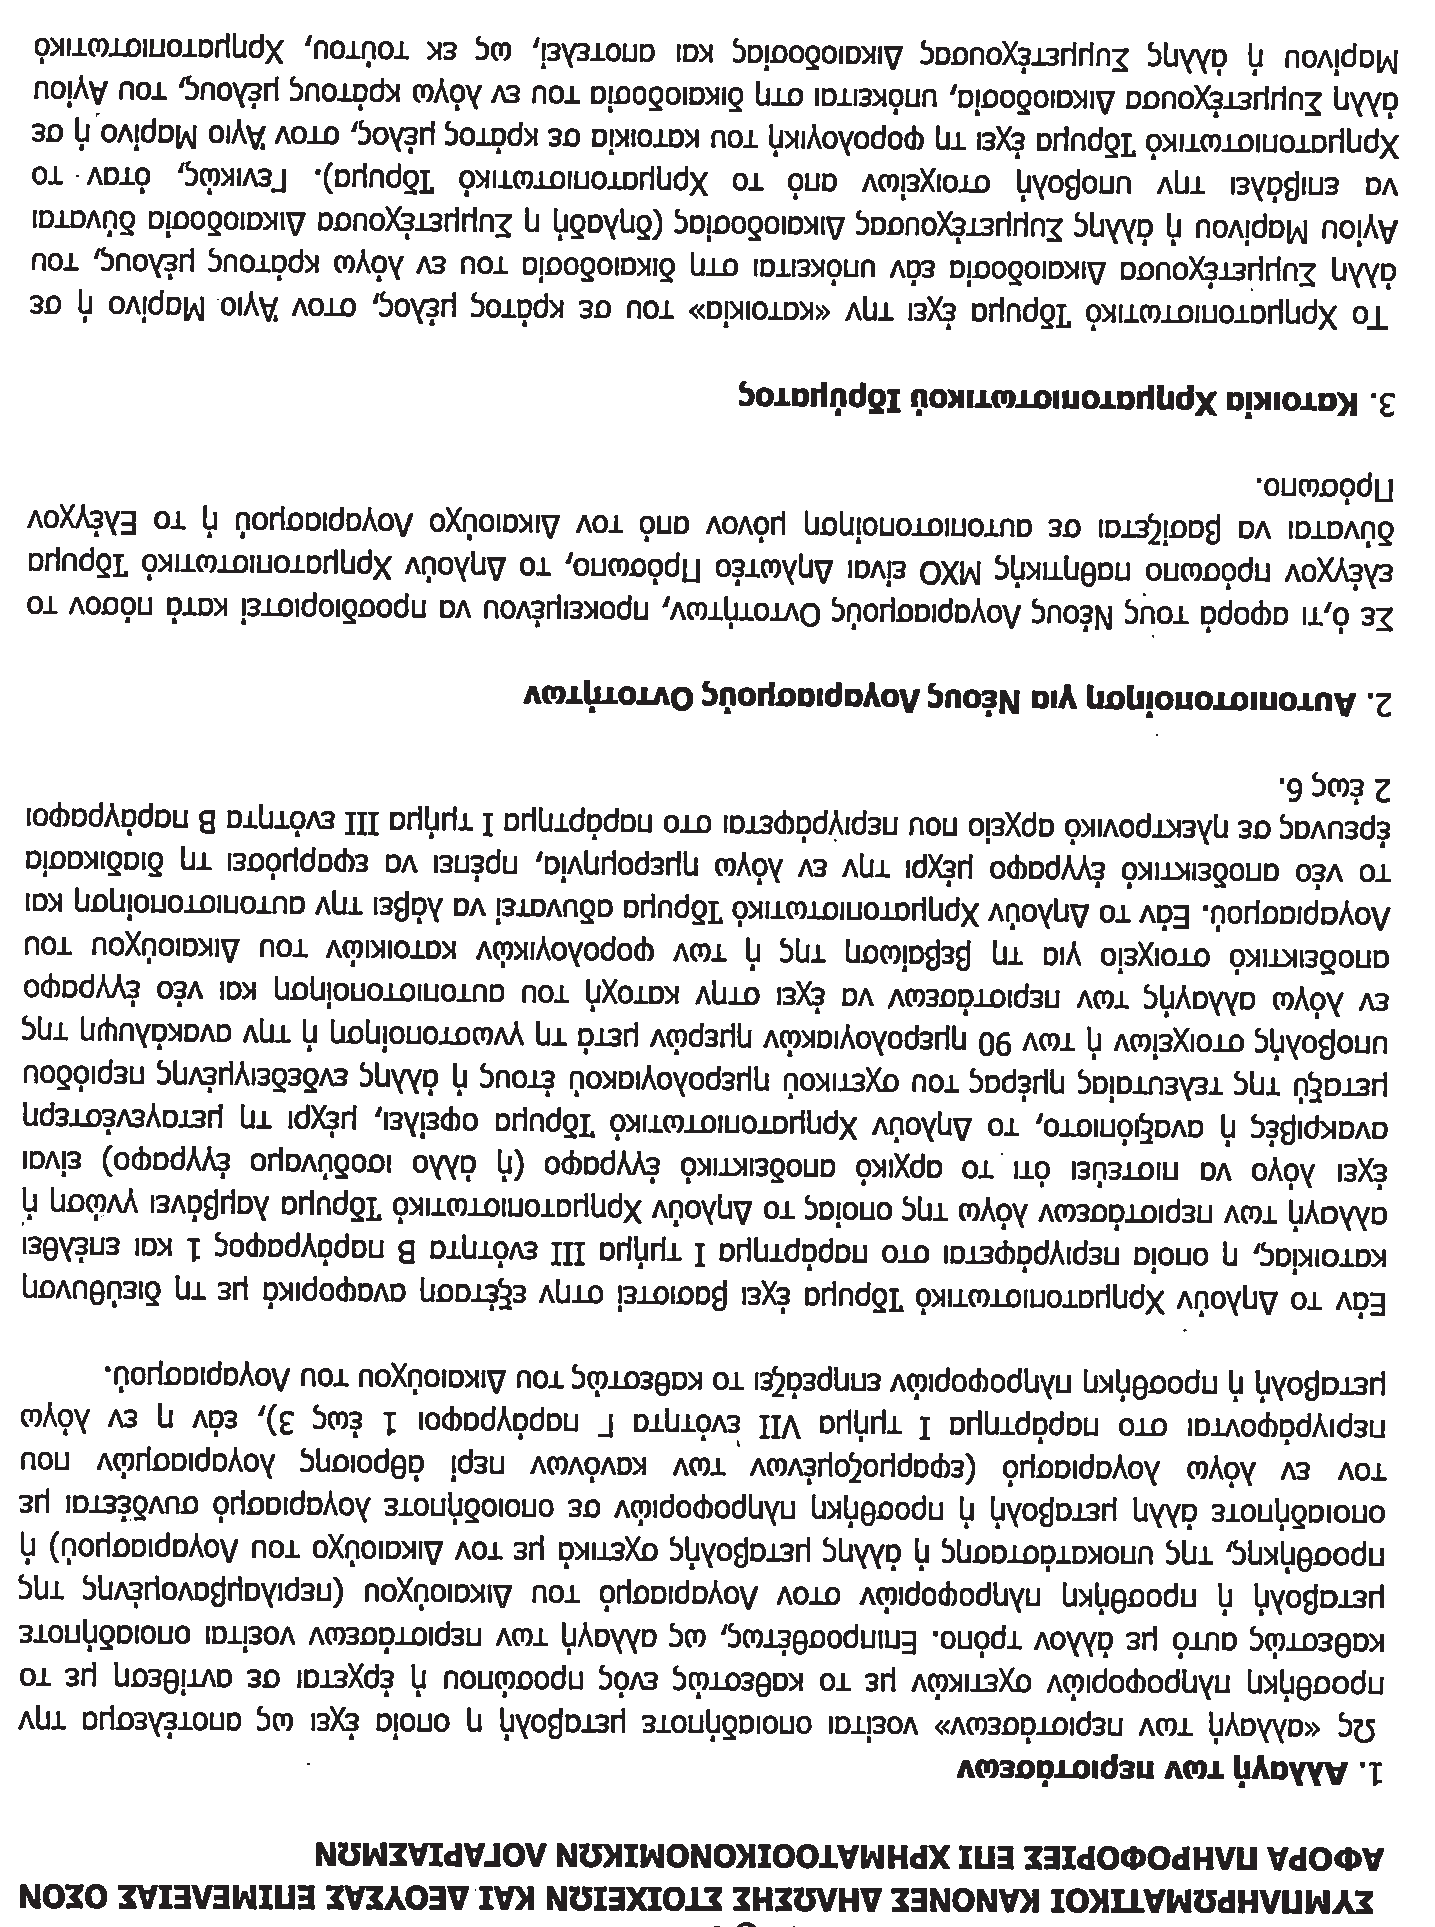 ΣΥΜΠΛΗΡΩΜΑΤΙΚΟΙ ΚΑΝΟΝΕΣ ΔΗΛΩΣΗΣ ΣΤΟΙΧΕΙΩΝ ΚΑΙ ΔΕΟΥΣΑΣ ΕΠΙΜΕΛΕΙΑΣ ΟΣΟΝ
ΑΦΟΡΑ ΠΛΗΡΟΦΟΡΙΕΣ ΕΠΙ ΧΡΗΜΑΤΟΟΙΚΟΝΟΜΙΚΩΝ ΛΟΓΑΡΙΑΣΜΩΝ
1. Αλλαγή των περιστάσεων
Ως «αλλαγή των περιστάσεων» νοείται οποιαδήποτε μεταβολή η οποία έχει ως αποτέλεσμα την
προσθήκη πληροφοριών σχετικών με το καθεστώς ενός προσώπου ή έρχεται σε αντίθεση με το
καθεστώς αυτό με άλλον τρόπο. Επιπροσθέτως, ως αλλαγή των περιστάσεων νοείται οποιαδήποτε
μεταβολή ή προσθήκη πληροφοριών στον Λογαριασμό του Δικαιούχου (περιλαμβανομένης της
προσθήκης, της υποκατάστασης ή άλλης μεταβολής σχετικά με τον Δικαιούχο του Λογαριασμού) ή
οποιαδήποτε άλλη μεταβολή ή προσθήκη πληροφοριών σε οποιοδήποτε λογαριασμό συνδέεται με
τον εν λόγω λογαριασμό (εφαρμοζομένων των κανόνων περί άθροισης λογαριασμών που
περιγράφονται στο παράρτημα Ι τμήμα VII ενότητα Γ παράγραφοι 1 έως 3), εάν η εν λόγω
μεταβολή ή προσθήκη πληροφοριών επηρεάζει το καθεστώς του Δικαιούχου του Λογαριασμού.
Εάν το Δηλούν Χρηματοπιστωτικό Ίδρυμα έχει βασιστεί στην εξέταση αναφορικά με τη διεύθυνση
κατοικίας, η οποία περιγράφεται στο παράρτημα Ι τμήμα III ενότητα Β παράγραφος 1 και επέλθει
αλλαγή των περιστάσεων λόγω της οποίας το Δηλούν Χρηματοπιστωτικό Ίδρυμα λαμβάνει γνώση ή
έχει λόγο να πιστεύει ότι το αρχικό αποδεικτικό έγγραφο (ή άλλο ισοδύναμο έγγραφο) είναι
ανακριβές ή αναξιόπιστο, το Δηλούν Χρηματοπιστωτικό Ίδρυμα οφείλει, μέχρι τη μεταγενέστερη
μεταξύ της τελευταίας ημέρας του σχετικού ημερολογιακού έτους ή άλλης ενδεδειγμένης περιόδου
υποβολής στοιχείων ή των 90 ημερολογιακών ημερών μετά τη γνωστοποίηση ή την ανακάλυψη της
εν λόγω αλλαγής των περιστάσεων να έχει στην κατοχή του αυτοπιστοποίηση και νέο έγγραφο
αποδεικτικό στοιχείο για τη βεβαίωση της ή των φορολογικών κατοικιών του Δικαιούχου του
Λογαριασμού. Εάν το Δηλούν Χρηματοπιστωτικό Ίδρυμα αδυνατεί να λάβει την αυτοπιστοποίηση και
το νέο αποδεικτικό έγγραφο μέχρι την εν λόγω ημερομηνία, πρέπει να εφαρμόσει τη διαδικασία
έρευνας σε ηλεκτρονικό αρχείο που περιγράφεται στο παράρτημα Ι τμήμα III ενότητα Β παράγραφοι
2 έως 6.
2. Αυτοπιστοποίηση για Νέους Λογαριασμούς Οντοτήτων
Σε ό,τι αφορά τους Νέους Λογαριασμούς Οντοτήτων, προκειμένου να προσδιοριστεί κατά πόσον το
ελέγχον πρόσωπο παθητικής ΜΧΟ είναι Δηλωτέο Πρόσωπο, το Δηλούν Χρηματοπιστωτικό Ίδρυμα
δύναται να βασίζεται σε αυτοπιστοποίηση μόνον από τον Δικαιούχο Λογαριασμού ή το Ελέγχον
Πρόσωπο.
3. Κατοικία Χρηματοπιστωτικού Ιδρύματος
Το Χρηματοπιστωτικό Ίδρυμα έχει την «κατοικία» του σε κράτος μέλος, στον Άγιο Μαρίνο ή σε
άλλη Συμμετέχουσα Δικαιοδοσία εάν υπόκειται στη δικαιοδοσία του εν λόγω κράτους μέλους, του
Αγίου Μαρίνου ή άλλης Συμμετέχουσας Δικαιοδοσίας (δηλαδή η Συμμετέχουσα Δικαιοδοσία δύναται
να επιβάλει την υποβολή στοιχείων από το Χρηματοπιστωτικό Ίδρυμα). Γενικώς, όταν το
Χρηματοπιστωτικό Ίδρυμα έχει τη φορολογική του κατοικία σε κράτος μέλος, στον Άγιο Μαρίνο ή σε
άλλη Συμμετέχουσα Δικαιοδοσία, υπόκειται στη δικαιοδοσία του εν λόγω κράτους μέλους, του Αγίου
Μαρίνου ή άλλης Συμμετέχουσας Δικαιοδοσίας και αποτελεί, ως εκ τούτου, Χρηματοπιστωτικό